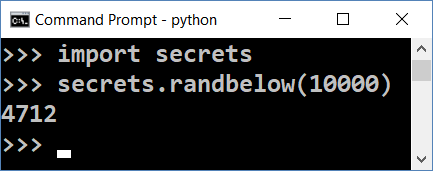 Command Prompt - python
>>> import secrets
>>> secrets.randbelow(10000)
4712
>>>